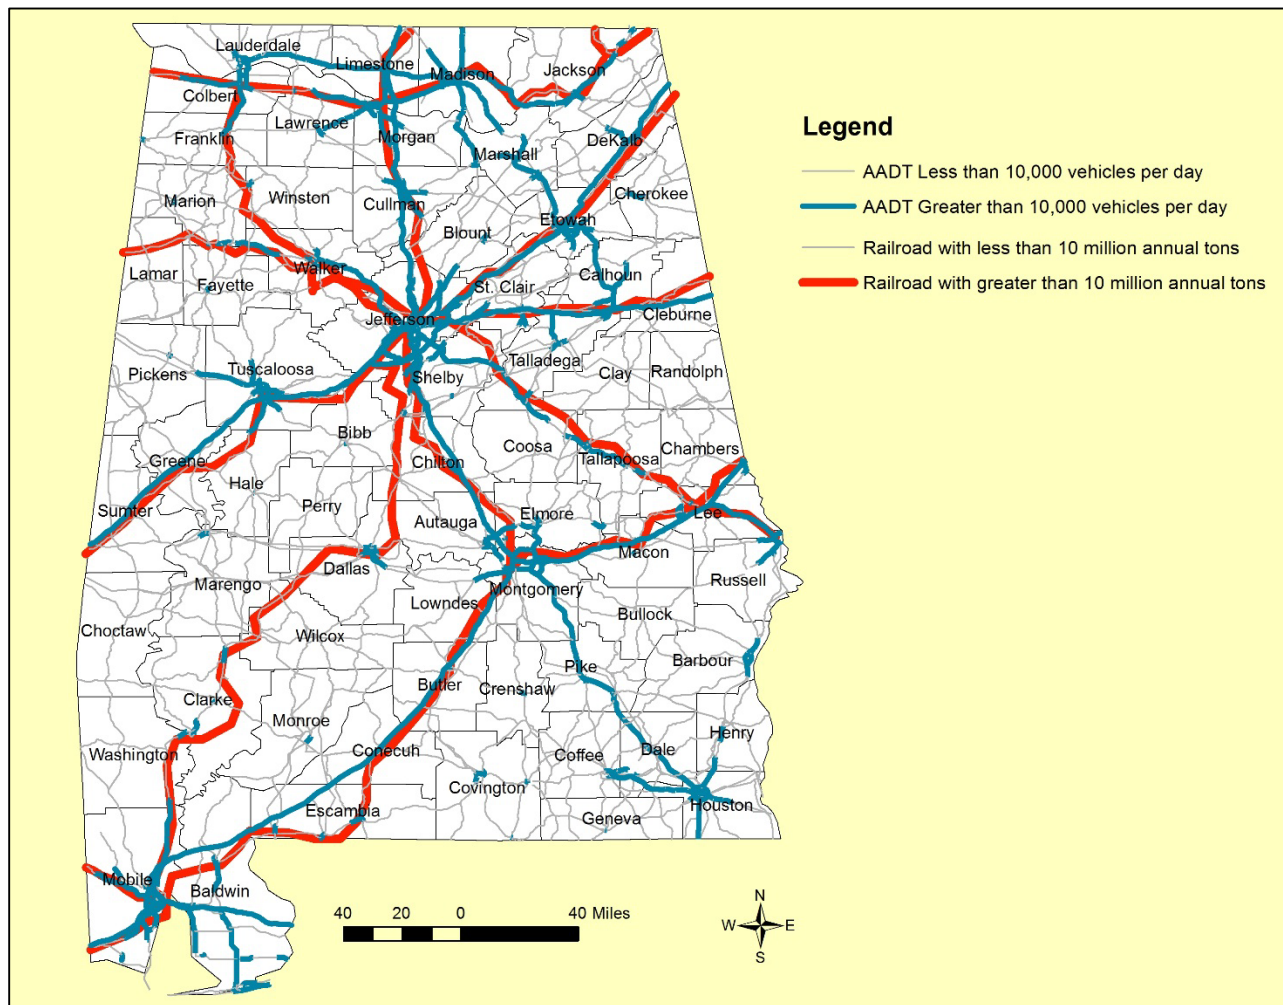 Lauderdale
Limestone
Madison
Jackson
Colbert
Lawrence
Franklin
Morgan
Marshall
DeKalb
Marion
Winston
Cullman
Cherokee
Blount
Etowah
Lamar
Walker
Fayette
Calhoun
St. Clair
Jefferson
Cleburne
Pickens
Tuscaloosa
Talladega
Shelby
Clay
Randolph
Bibb
Coosa
Chambers
Greene
Chilton
Tallapoosa
Hale
Perry
Sumter
Autauga
Elmore
Lee
Macon
Dallas
Marengo
Montgomery
Russell
Lowndes
Bullock
Choctaw
Wilcox
Pike
Barbour
Butler
Crenshaw
Clarke
Monroe
Henry
Washington
Conecuh
Coffee
Dale
Covington
Houston
Escambia
Geneva
Mobile
Baldwin
Legend
AADT Less than 10,000 vehicles per day
AADT Greater than 10,000 vehicles per day
Railroad with less than 10 million annual tons
Railroad with greater than 10 million annual tons
40 20 0 40 Miles
N
W E
S